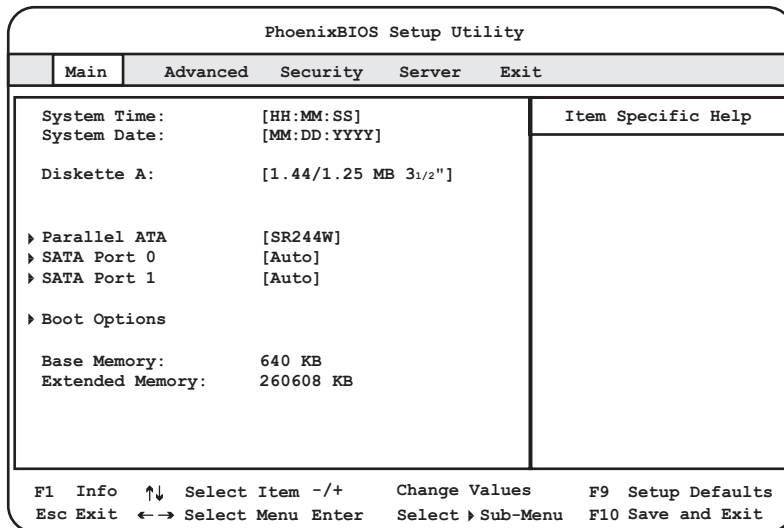 PhoenixBIOS Setup Utility
Main Advanced Security Server Exit
System Time: [HH:MM:SS]
System Date: [MM:DD:YYYY]
Diskette A: [1.44/1.25 MB 31/2"]
Parallel ATA [SR244W]
SATA Port 0 [Auto]
SATA Port 1 [Auto]
Boot Options
Base Memory: 640 KB
Extended Memory: 260608 KB
Item Specific Help
F1 Info ↑↓ Select Item -/+ Change Values F9 Setup Defaults
Esc Exit ←→ Select Menu Enter Select ▶ Sub-Menu F10 Save and Exit